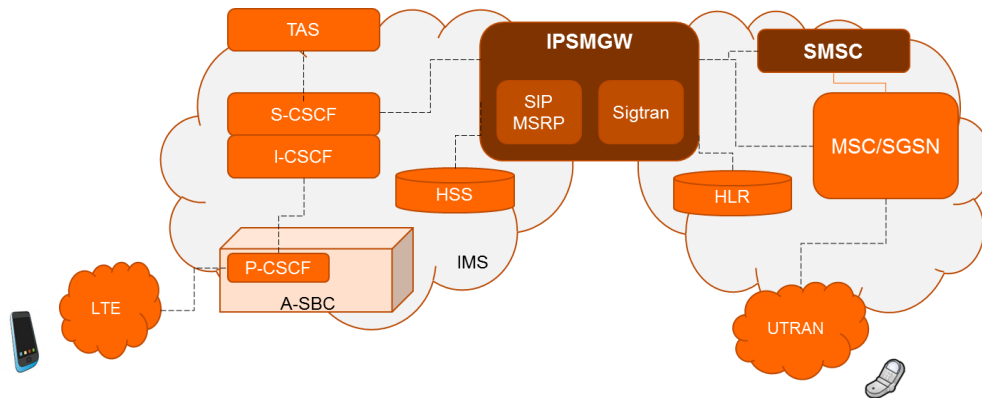 TAS
IPSMGW
SMSC
S-CSCF
SIP
MSRP
Sigtran
I-CSCF
MSC/SGSN
HSS
HLR
P-CSCF
IMS
A-SBC
LTE
UTRAN